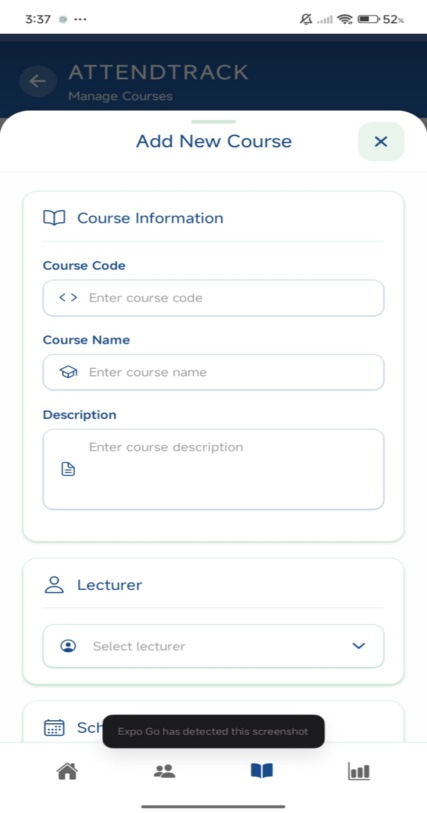 3:37 ... 52%
ATTENDTRACK
Manage Courses
Add New Course
Course Information
Course Code
Enter course code
Course Name
Enter course name
Description
Enter course description
Lecturer
Select lecturer
Sch
Expo Go has detected this screenshot